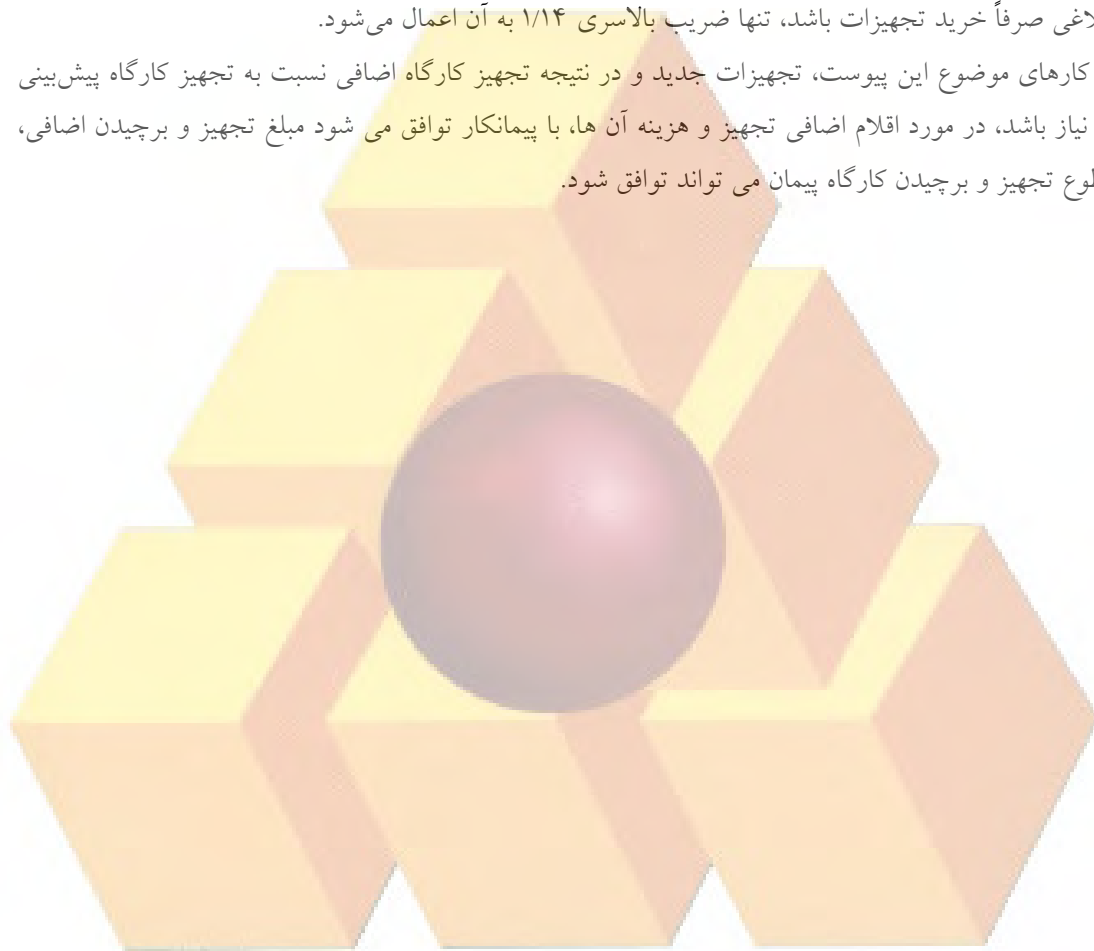 صرفاً خرید تجهیزات باشد، تنها ضریب بالاسری ۱/۱۴ به آن اعمال می‌شود.
کارهای موضوع این پیوست، تجهیزات جدید و در نتیجه تجهیز کارگاه اضافی نسبت به تجهیز کارگاه پیش‌بینی
نیاز باشد، در مورد اقلام اضافی تجهیز و هزینه آن ها، با پیمانکار توافق می شود مبلغ تجهیز و برچیدن اضافی،
تجهیز و برچیدن کارگاه پیمان می تواند توافق شود.